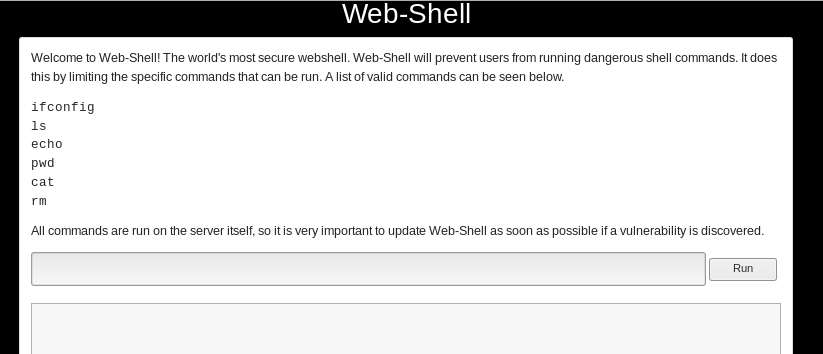 Web-Shell
Welcome to Web-Shell! The world's most secure webshell. Web-Shell will prevent users from running dangerous shell commands. It does
this by limiting the specific commands that can be run. A list of valid commands can be seen below.
ifconfig
ls
echo
pwd
cat
rm
All commands are run on the server itself, so it is very important to update Web-Shell as soon as possible if a vulnerability is discovered.
Run